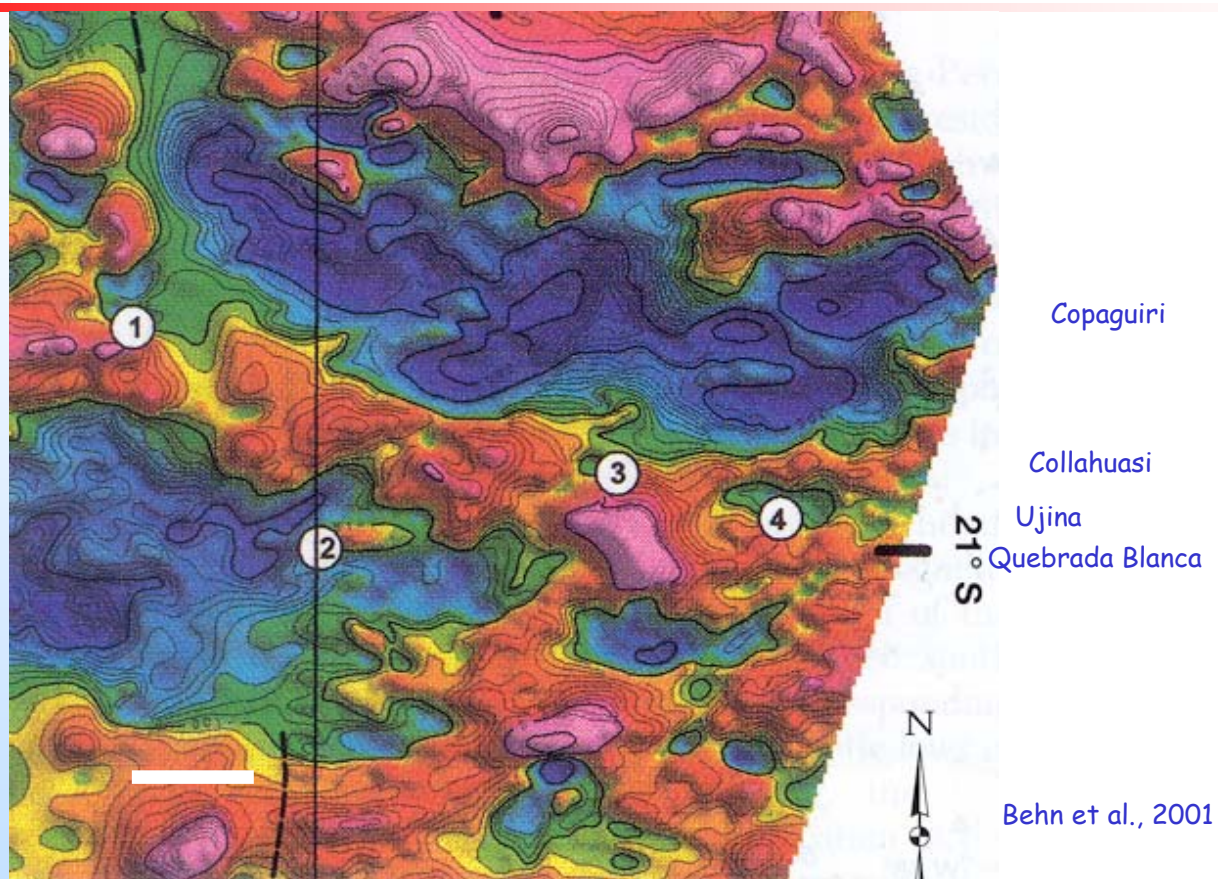 1
3
2
4
Copaguiri
Collahuasi
Ujina
21° S
Quebrada Blanca
N
Behn et al., 2001